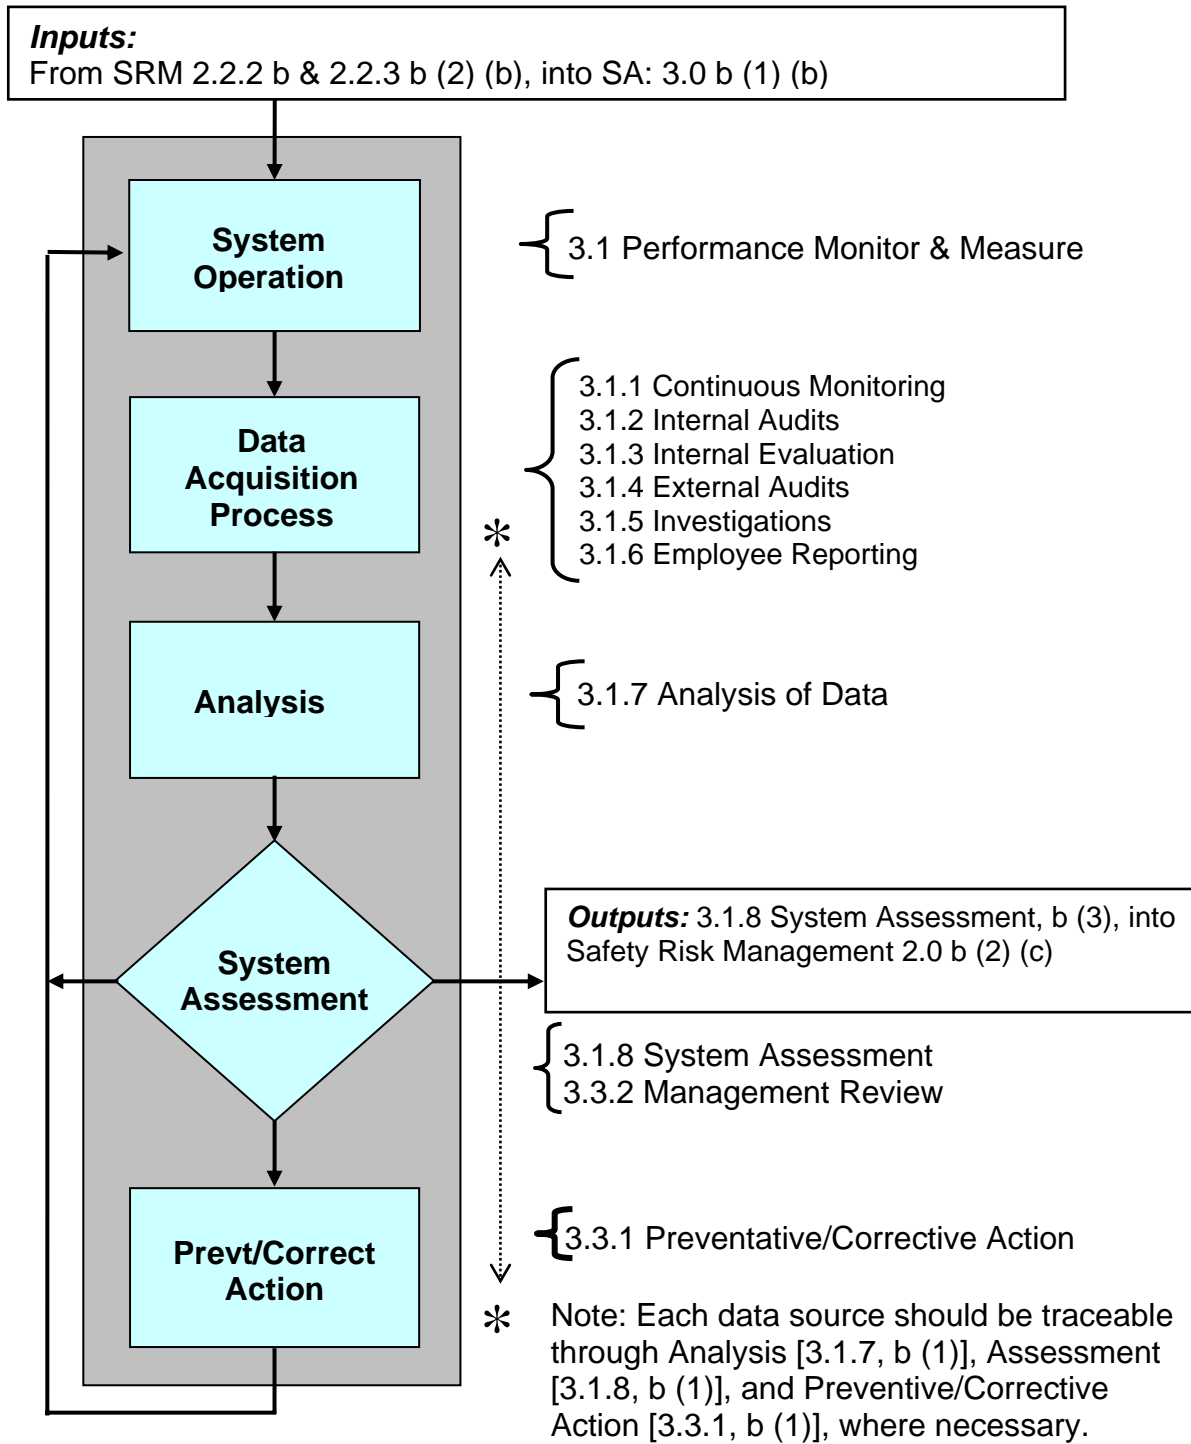 Inputs:
From SRM 2.2.2 b & 2.2.3 b (2) (b), into SA: 3.0 b (1) (b)
System
Operation
3.1 Performance Monitor & Measure
Data
Acquisition
Process
3.1.1 Continuous Monitoring
3.1.2 Internal Audits
3.1.3 Internal Evaluation
3.1.4 External Audits
3.1.5 Investigations
3.1.6 Employee Reporting
*
Analysis
3.1.7 Analysis of Data
System
Assessment
Outputs: 3.1.8 System Assessment, b (3), into
Safety Risk Management 2.0 b (2) (c)
3.1.8 System Assessment
3.3.2 Management Review
Prevt/Correct
Action
3.3.1 Preventative/Corrective Action
*
Note: Each data source should be traceable
through Analysis [3.1.7, b (1)], Assessment
[3.1.8, b (1)], and Preventive/Corrective
Action [3.3.1, b (1)], where necessary.